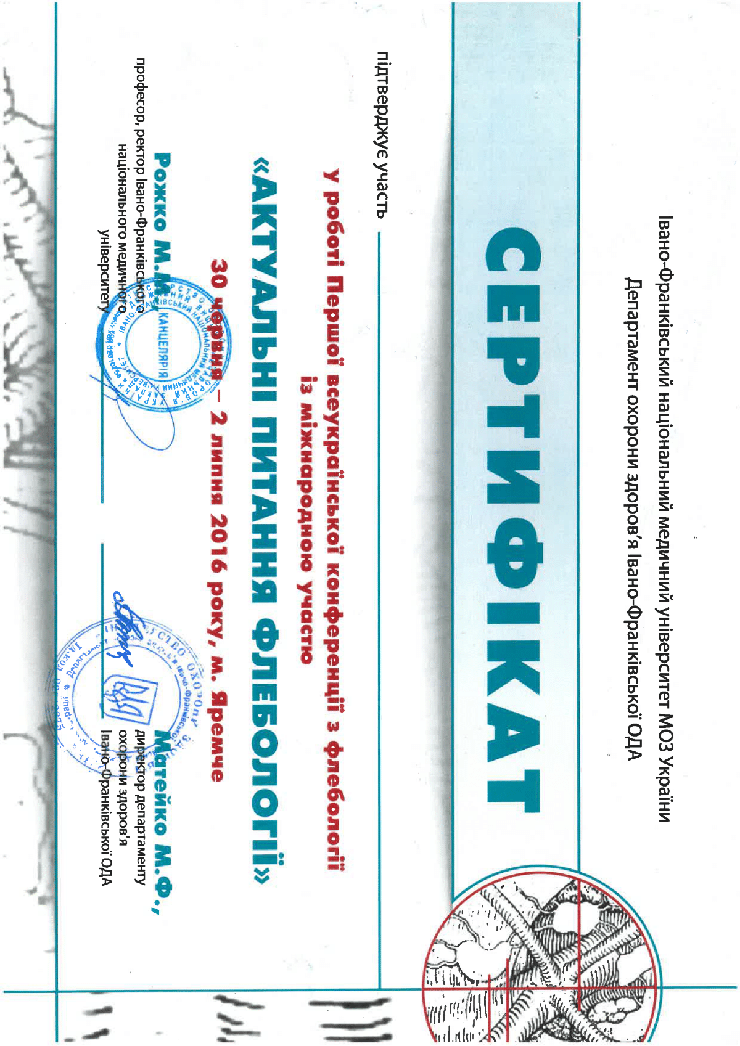 Івано-Франківський національний медичний університет МОЗ України
Департамент охорони здоров'я Івано-Франківської ОДА
СЕРТИФІКАТ
підтверджує участь
у роботі Першої всеукраїнської конференції з флебології
із міжнародною участю
«АКТУАЛЬНІ ПИТАННЯ ФЛЕБОЛОГІЇ»
30 червня – 2 липня 2016 року, м. Яремче
Рожко М.М.,
професор, ректор Івано-Франківського
національного медичного
університету
КАНЦЕЛЯРІЯ
Матейко М.Ф.,
директор департаменту
охорони здоров'я
Івано-Франківської ОДА